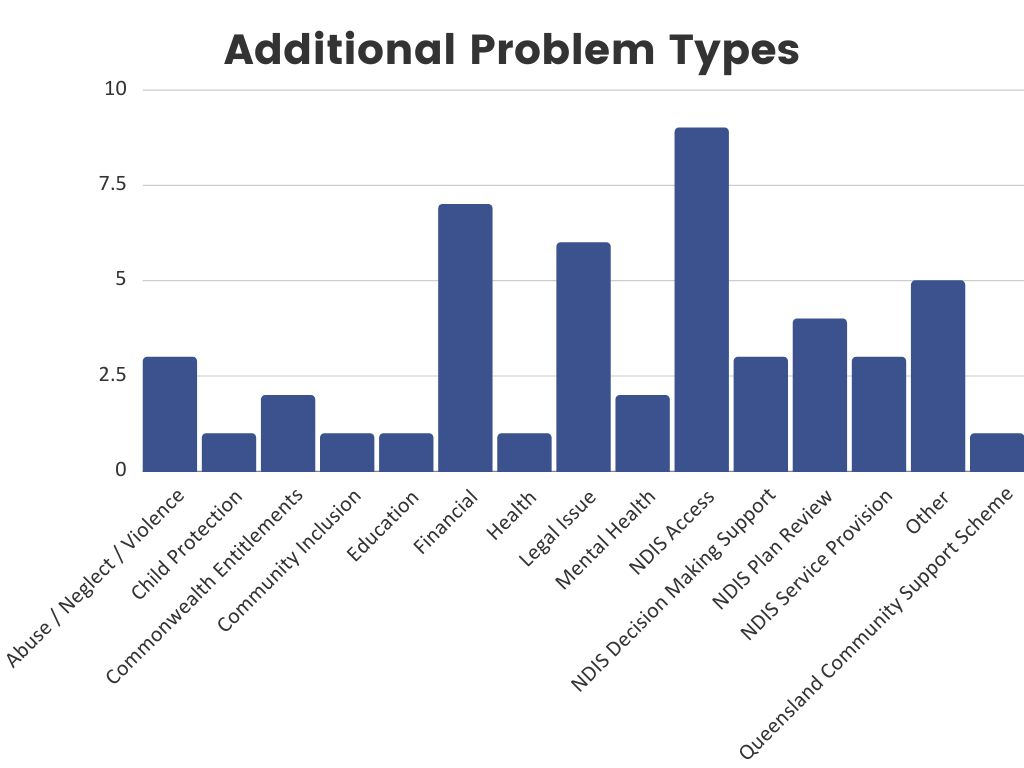 Additional Problem Types
10
7.5
5
2.5
0
Abuse / Neglect / Violence
Child Protection
Commonwealth Entitlements
Community Inclusion
Education
Financial
Health
Legal Issue
Mental Health
NDIS Access
NDIS Decision Making Support
NDIS Plan Review
NDIS Service Provision
Other
Queensland Community Support Scheme